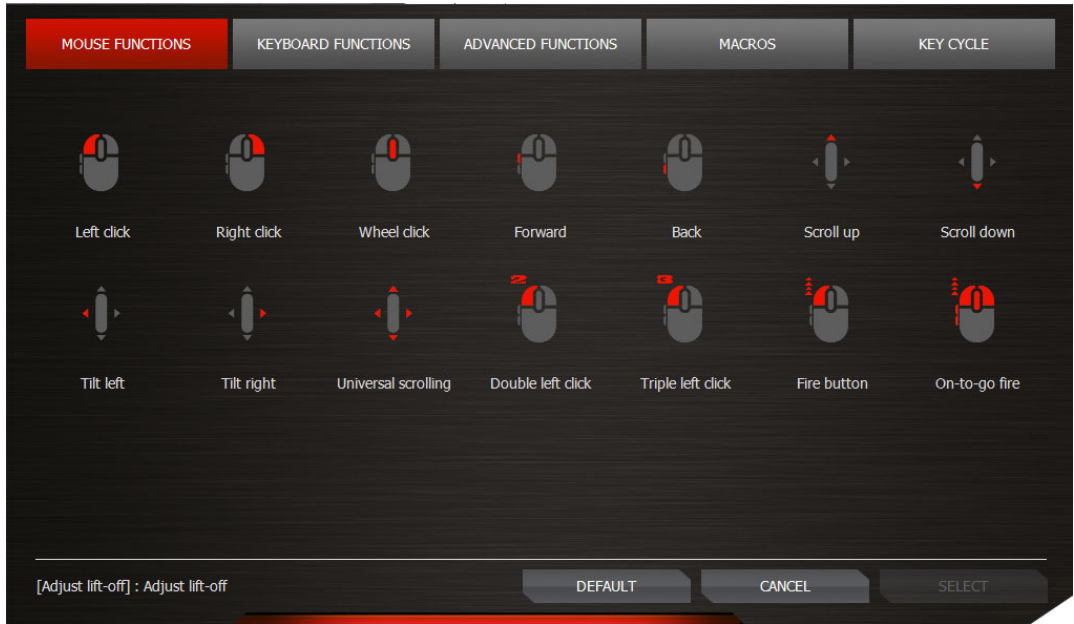 MOUSE FUNCTIONS KEYBOARD FUNCTIONS ADVANCED FUNCTIONS MACROS KEY CYCLE
Left click Right click Wheel click Forward Back Scroll up Scroll down
2 3
Tilt left Tilt right Universal scrolling Double left click Triple left click Fire button On-to-go fire
[Adjust lift-off] : Adjust lift-off DEFAULT CANCEL SELECT